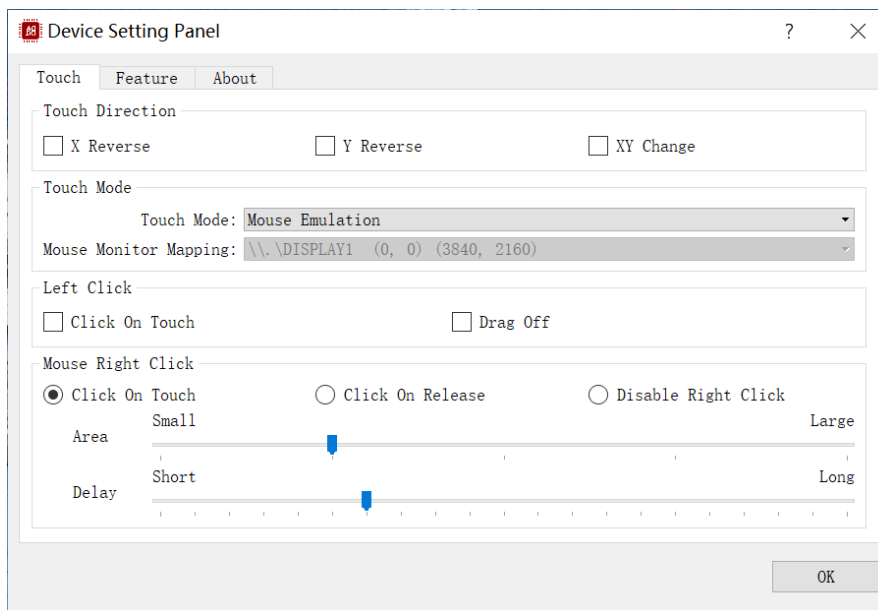 Device Setting Panel
Touch Feature About
Touch Direction
X Reverse Y Reverse XY Change
Touch Mode
Touch Mode: Mouse Emulation
Mouse Monitor Mapping: \\.\DISPLAY1 (0, 0) (3840, 2160)
Left Click
Click On Touch Drag Off
Mouse Right Click
Click On Touch Click On Release Disable Right Click
Small Large
Area
Short Long
Delay
OK